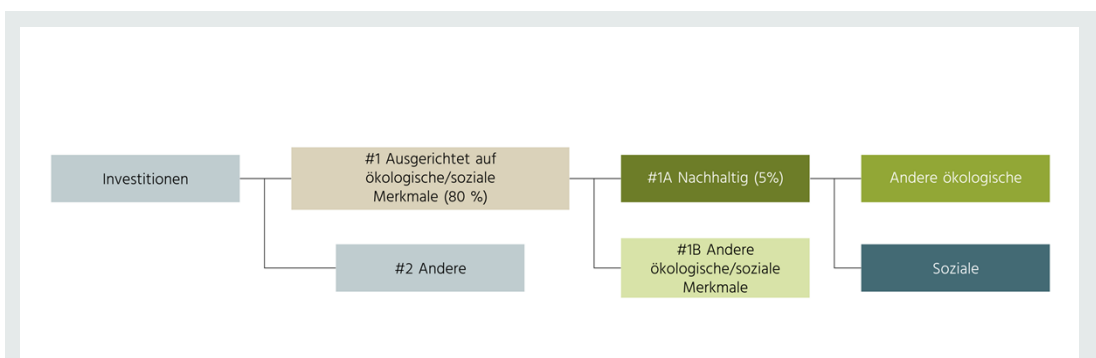 Investitionen
#1 Ausgerichtet auf
ökologische/soziale
Merkmale (80 %)
#1A Nachhaltig (5%)
Andere ökologische
#2 Andere
#1B Andere
ökologische/soziale
Merkmale
Soziale